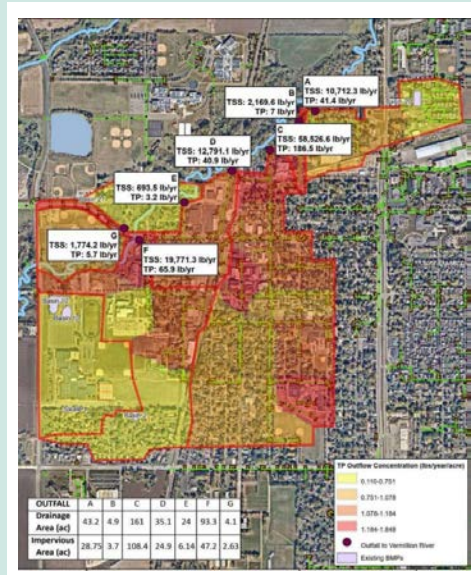 A
TSS: 10,712.3 lb/yr
TP: 41.4 lb/yr
B
TSS: 2,169.6 lb/yr
TP: 7 lb/yr
C
TSS: 58,526.6 lb/yr
TP: 186.5 lb/yr
D
TSS: 12,791.1 lb/yr
TP: 40.9 lb/yr
E
TSS: 693.5 lb/yr
TP: 3.2 lb/yr
G
TSS: 1,774.2 lb/yr
TP: 5.7 lb/yr
F
TSS: 19,771.3 lb/yr
TP: 65.9 lb/yr
OUTFALL A B C D E F G
Drainage Area (ac) 43.2 4.9 161 35.1 24 93.3 4.1
Impervious Area (ac) 28.75 3.7 108.4 24.9 6.14 47.2 2.63
TP Outflow Concentration (lbs/year/acre)
0.110-0.751
0.751-1.078
1.078-1.184
1.184-1.848
Outfall to Vermilion River
Existing BMPs